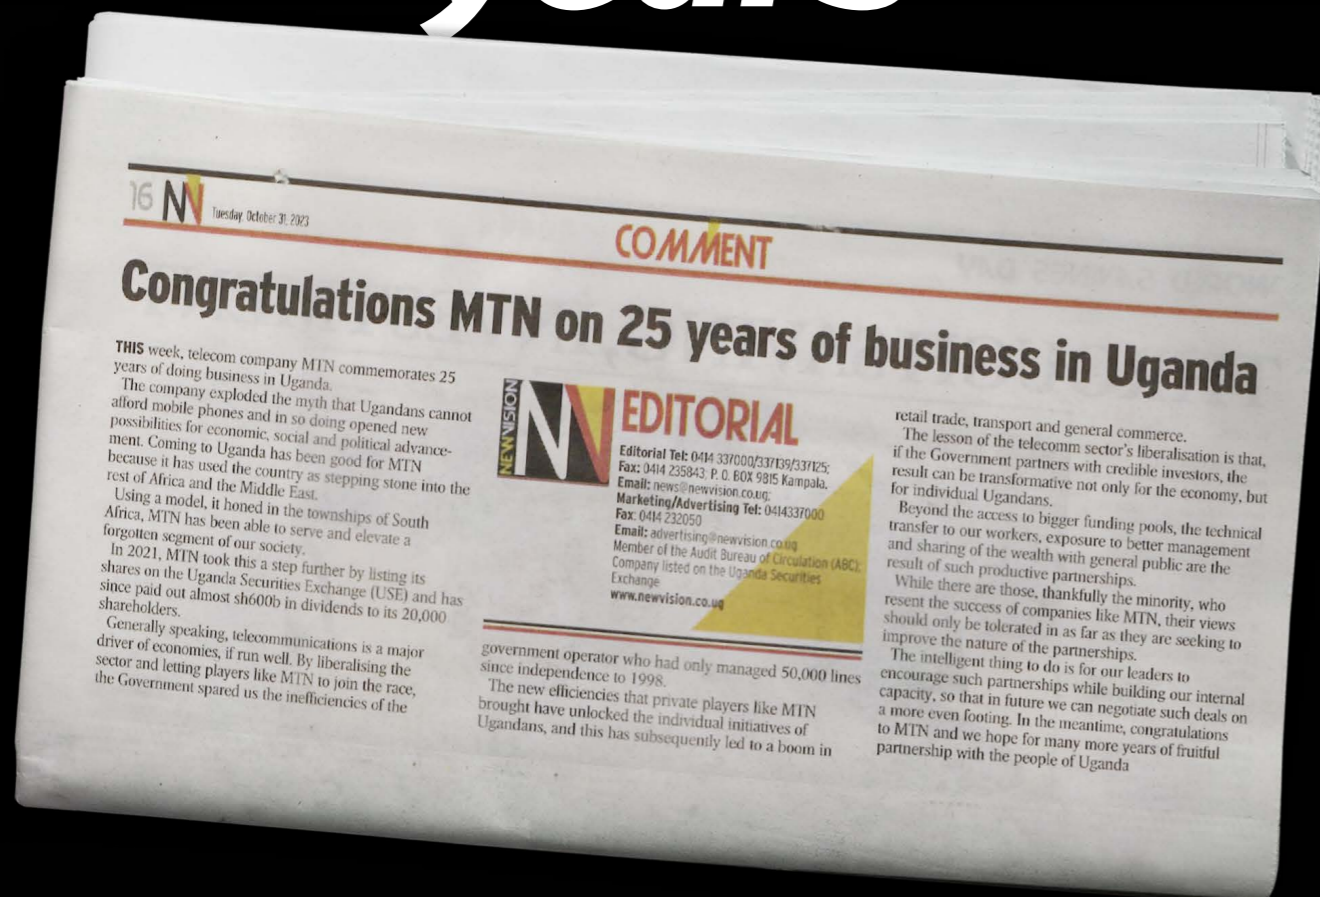 years
16 NV Tuesday, October 31, 2023
COMMENT
Congratulations MTN on 25 years of business in Uganda
THIS week, telecom company MTN commemorates 25
years of doing business in Uganda.
The company exploded the myth that Ugandans cannot
afford mobile phones and in so doing opened new
possibilities for economic, social and political advance-
ment. Coming to Uganda has been good for MTN
because it has used the country as stepping stone into the
rest of Africa and the Middle East.
Using a model, it honed in the townships of South
Africa, MTN has been able to serve and elevate a
forgotten segment of our society.
In 2021, MTN took this a step further by listing its
shares on the Uganda Securities Exchange (USE) and has
since paid out almost sh600b in dividends to its 20,000
shareholders.
Generally speaking, telecommunications is a major
driver of economies, if run well. By liberalising the
sector and letting players like MTN to join the race,
the Government spared us the inefficiencies of the
NEW VISION
NV
EDITORIAL
Editorial Tel: 0414 337000/337139/337125;
Fax: 0414 235843; P. O. BOX 9815 Kampala,
Email: news@newvision.co.ug;
Marketing/Advertising Tel: 0414337000
Fax: 0414 232050
Email: advertising@newvision.co.ug
Member of the Audit Bureau of Circulation (ABC);
Company listed on the Uganda Securities
Exchange
www.newvision.co.ug
government operator who had only managed 50,000 lines
since independence to 1998.
The new efficiencies that private players like MTN
brought have unlocked the individual initiatives of
Ugandans, and this has subsequently led to a boom in
retail trade, transport and general commerce.
The lesson of the telecomm sector's liberalisation is that,
if the Government partners with credible investors, the
result can be transformative not only for the economy, but
for individual Ugandans.
Beyond the access to bigger funding pools, the technical
transfer to our workers, exposure to better management
and sharing of the wealth with general public are the
result of such productive partnerships.
While there are those, thankfully the minority, who
resent the success of companies like MTN, their views
should only be tolerated in as far as they are seeking to
improve the nature of the partnerships.
The intelligent thing to do is for our leaders to
encourage such partnerships while building our internal
capacity, so that in future we can negotiate such deals on
a more even footing. In the meantime, congratulations
to MTN and we hope for many more years of fruitful
partnership with the people of Uganda